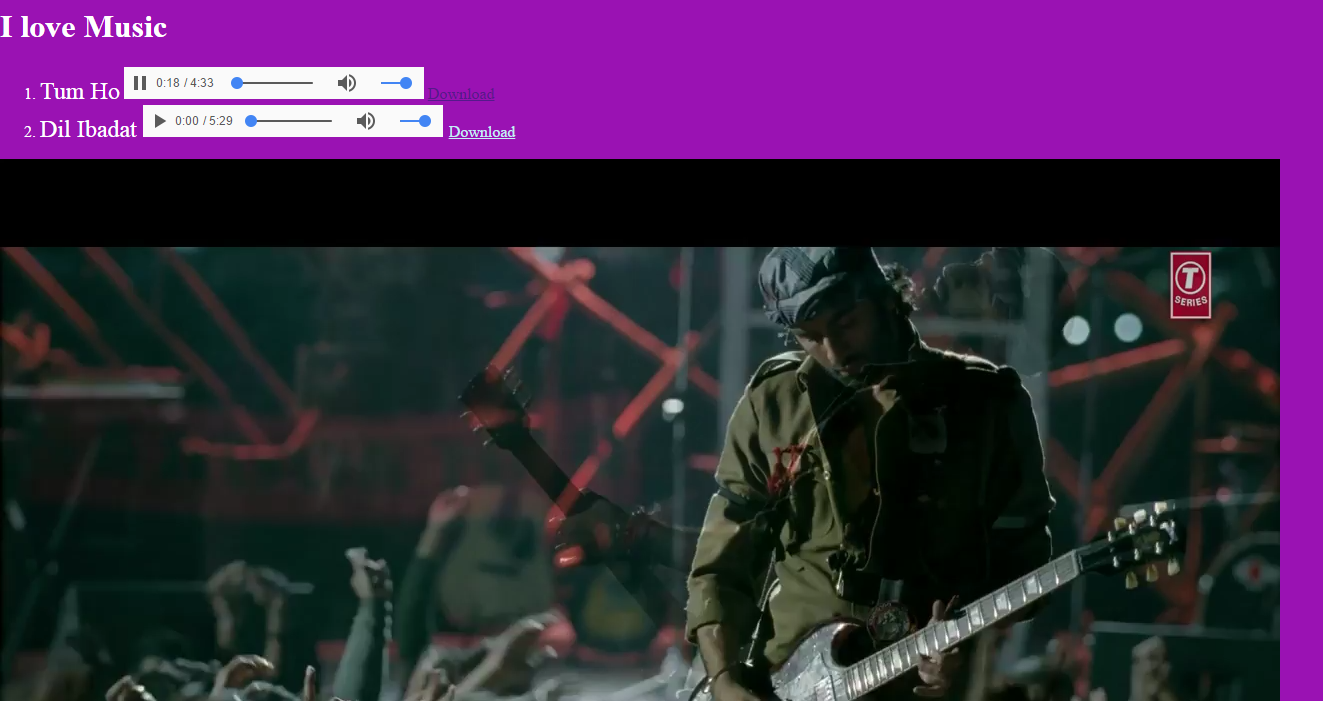 I love Music
1. Tum Ho 0:18 / 4:33 Download
2. Dil Ibadat 0:00 / 5:29 Download
T
SERIES